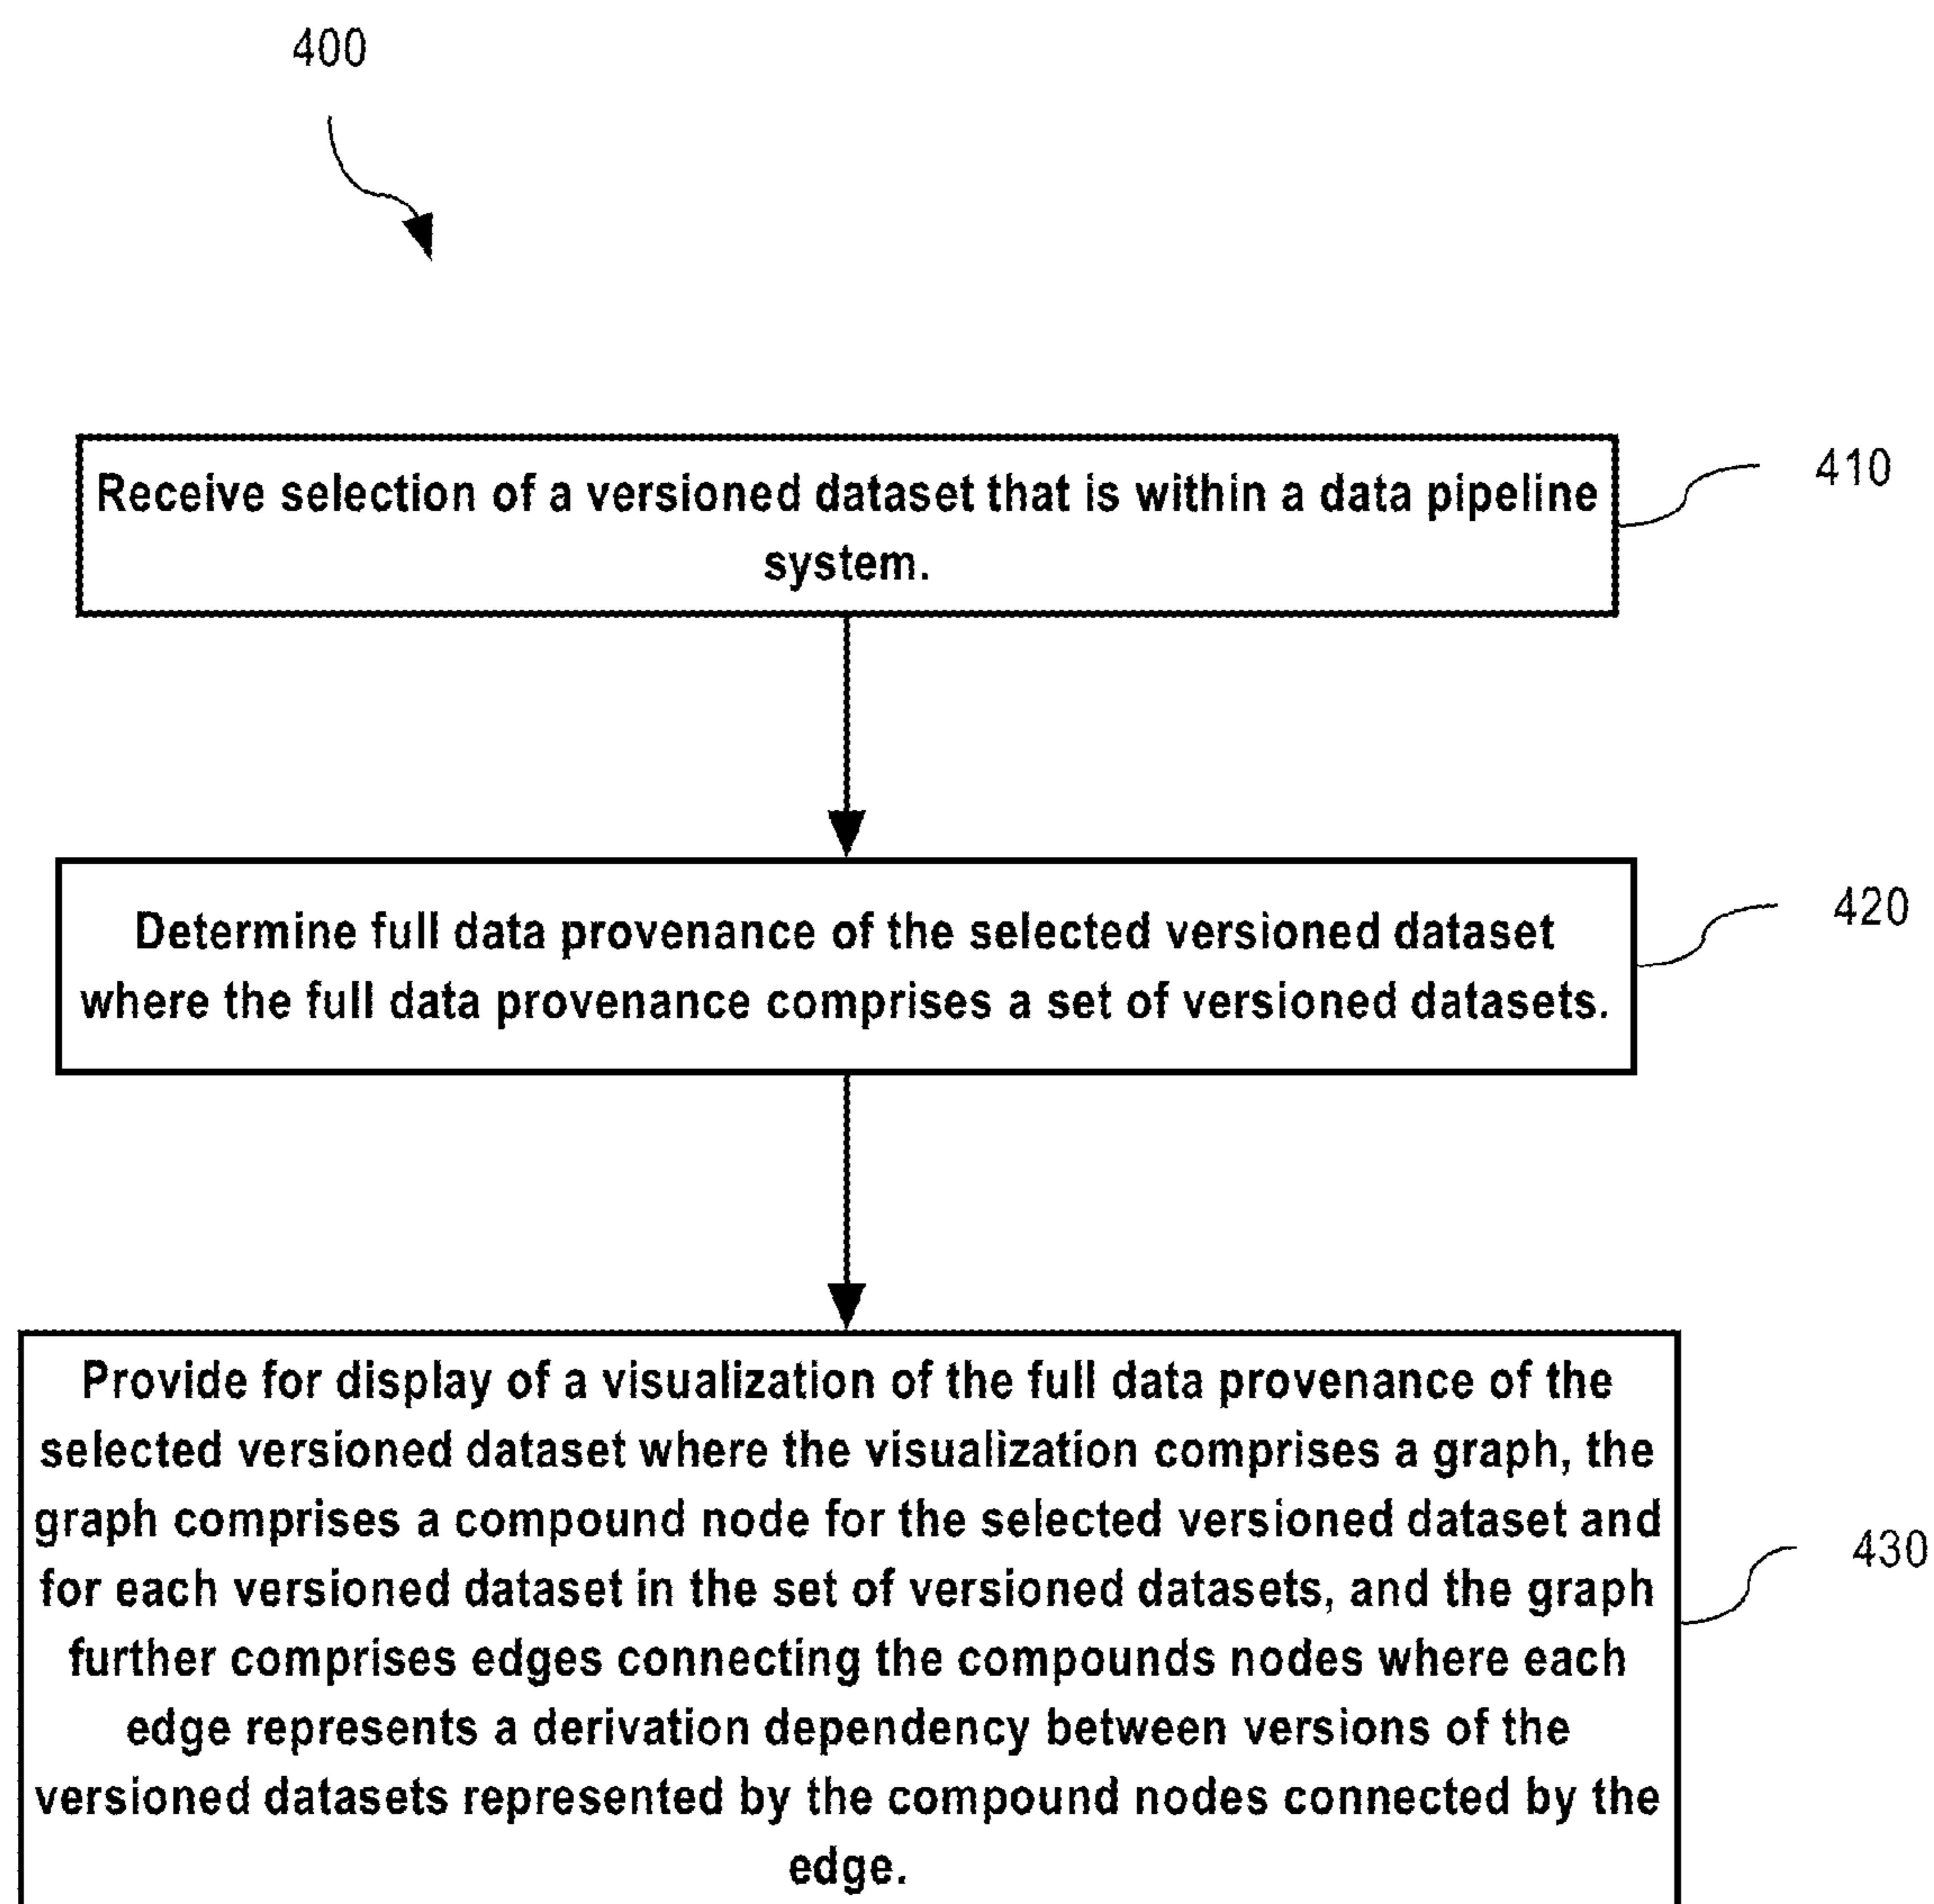 400
Receive selection of a versioned dataset that is within a data pipeline
system.
410
Determine full data provenance of the selected versioned dataset
where the full data provenance comprises a set of versioned datasets.
420
Provide for display of a visualization of the full data provenance of the
selected versioned dataset where the visualization comprises a graph, the
graph comprises a compound node for the selected versioned dataset and
for each versioned dataset in the set of versioned datasets, and the graph
further comprises edges connecting the compounds nodes where each
edge represents a derivation dependency between versions of the
versioned datasets represented by the compound nodes connected by the
edge.
430